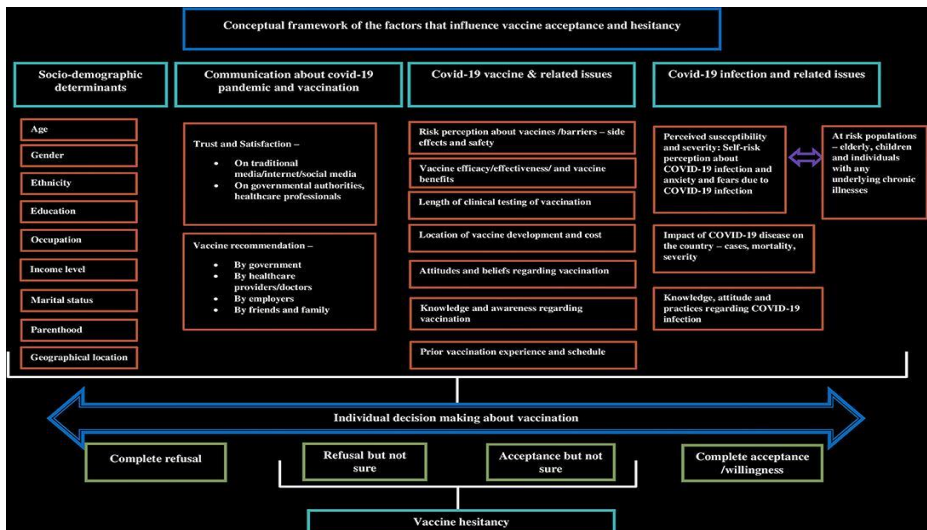 Conceptual framework of the factors that influence vaccine acceptance and hesitancy
Socio-demographic
determinants
Age
Gender
Ethnicity
Education
Occupation
Income level
Marital status
Parenthood
Geographical location
Communication about covid-19
pandemic and vaccination
Trust and Satisfaction –
• On traditional
media/internet/social media
• On governmental authorities,
healthcare professionals
Vaccine recommendation –
• By government
• By healthcare
providers/doctors
• By employers
• By friends and family
Covid-19 vaccine & related issues
Risk perception about vaccines /barriers – side
effects and safety
Vaccine efficacy/effectiveness/ and vaccine
benefits
Length of clinical testing of vaccination
Location of vaccine development and cost
Attitudes and beliefs regarding vaccination
Knowledge and awareness regarding
vaccination
Prior vaccination experience and schedule
Covid-19 infection and related issues
Perceived susceptibility
and severity: Self-risk
perception about
COVID-19 infection and
anxiety and fears due to
COVID-19 infection
At risk populations
– elderly, children
and individuals
with any
underlying chronic
illnesses
Impact of COVID-19 disease on
the country – cases, mortality,
severity
Knowledge, attitude and
practices regarding COVID-19
infection
Individual decision making about vaccination
Complete refusal
Refusal but not
sure
Acceptance but not
sure
Complete acceptance
/willingness
Vaccine hesitancy